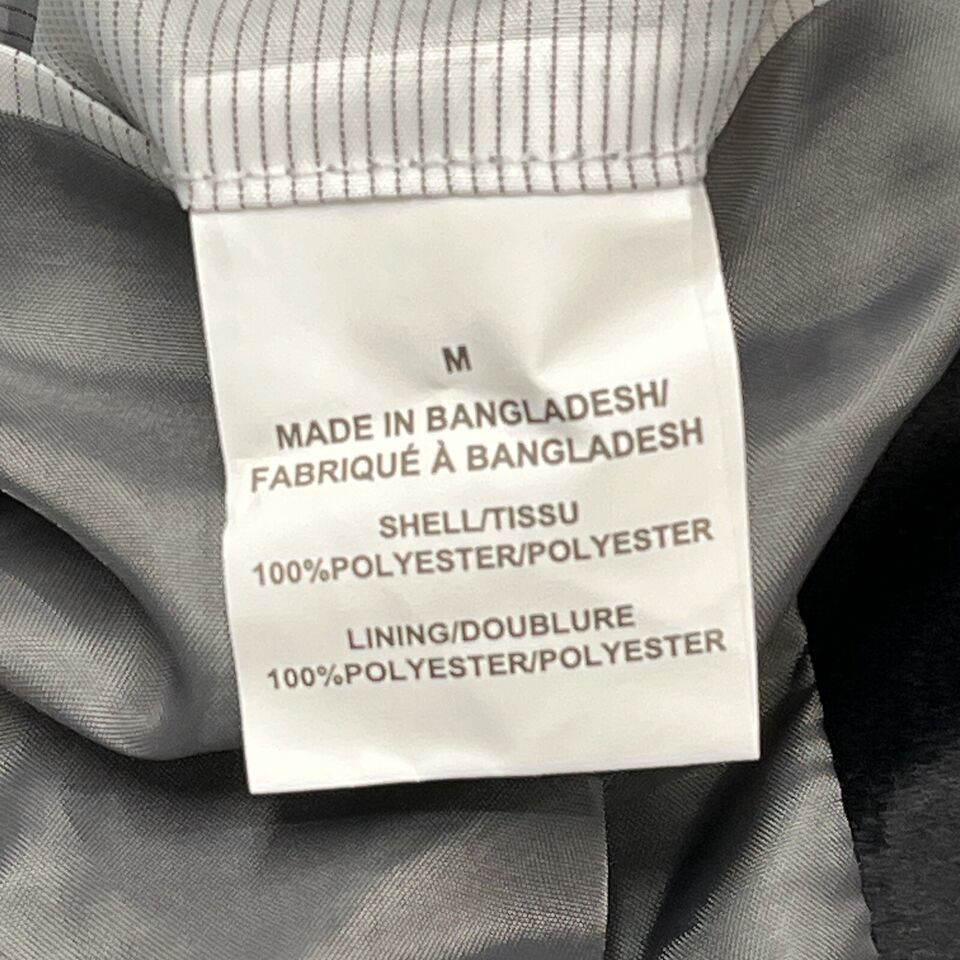 M
MADE IN BANGLADESH/
FABRIQUÉ À BANGLADESH
SHELL/TISSU
100%POLYESTER/POLYESTER
LINING/DOUBLURE
100%POLYESTER/POLYESTER